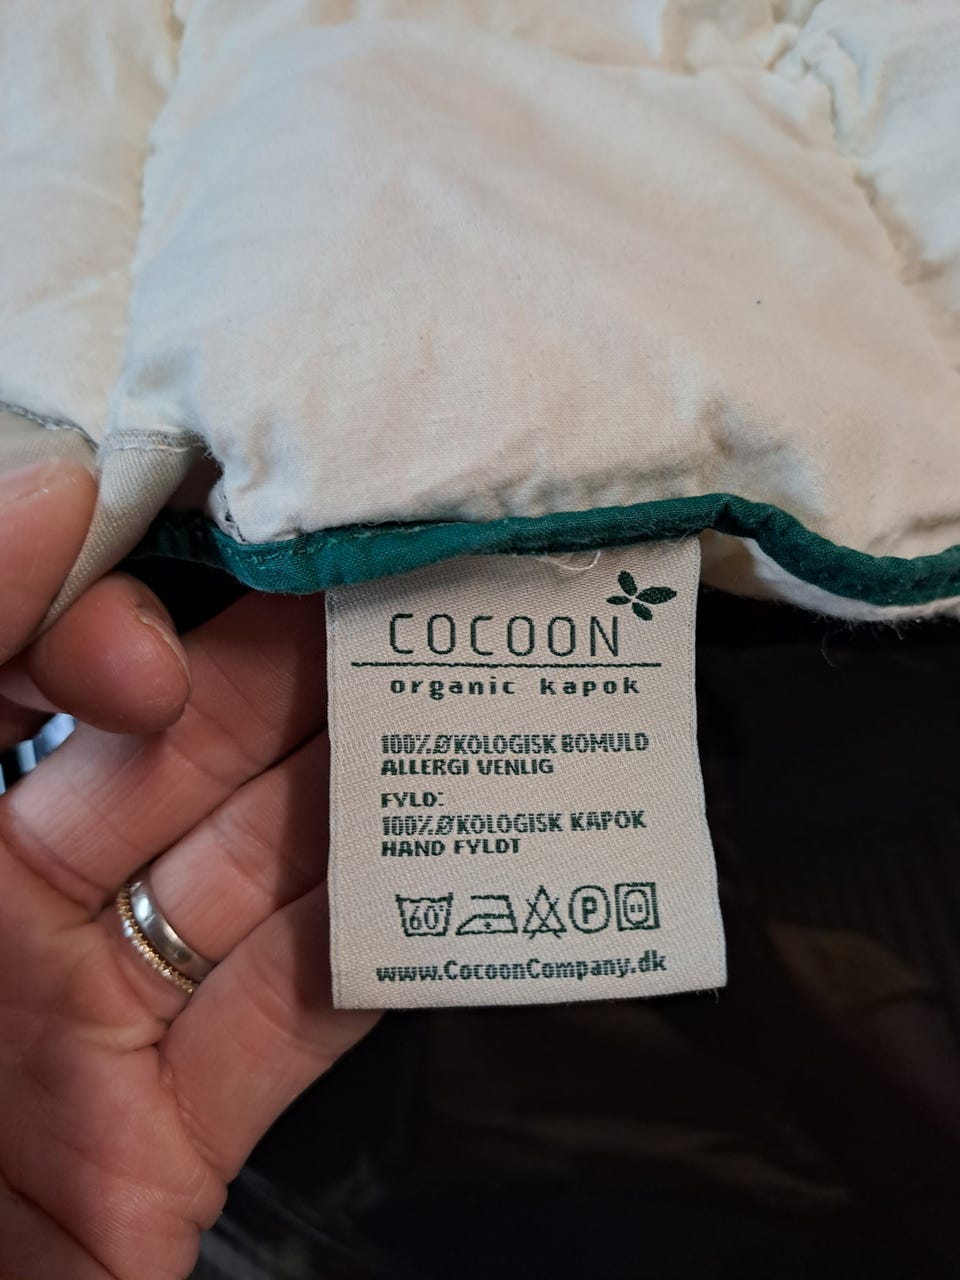 COCOON
organic kapok
100% ØKOLOGISK BOMULD
ALLERGI VENLIG
FYLD:
100% ØKOLOGISK KAPOK
HAND FYLDT
60° P
www.CocoonCompany.dk